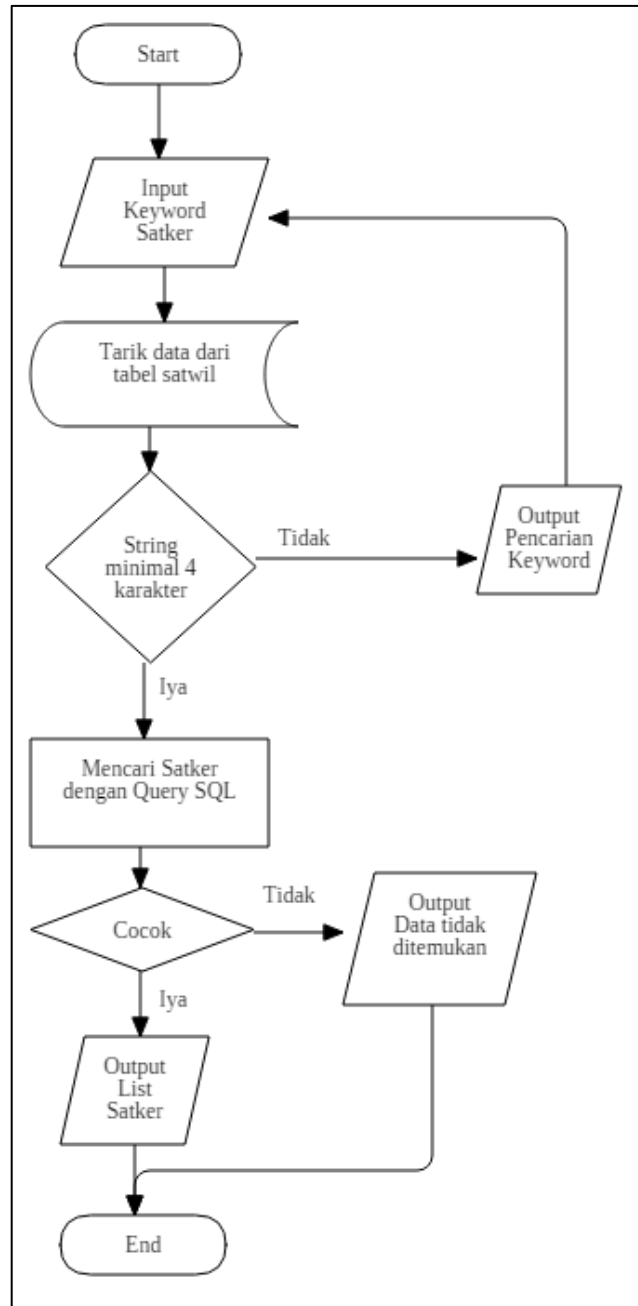 Start
Input
Keyword
Satker
Tarik data dari
tabel satwil
String
minimal 4
karakter
Tidak
Output
Pencarian
Keyword
Iya
Mencari Satker
dengan Query SQL
Cocok
Tidak
Output
Data tidak
ditemukan
Iya
Output
List
Satker
End